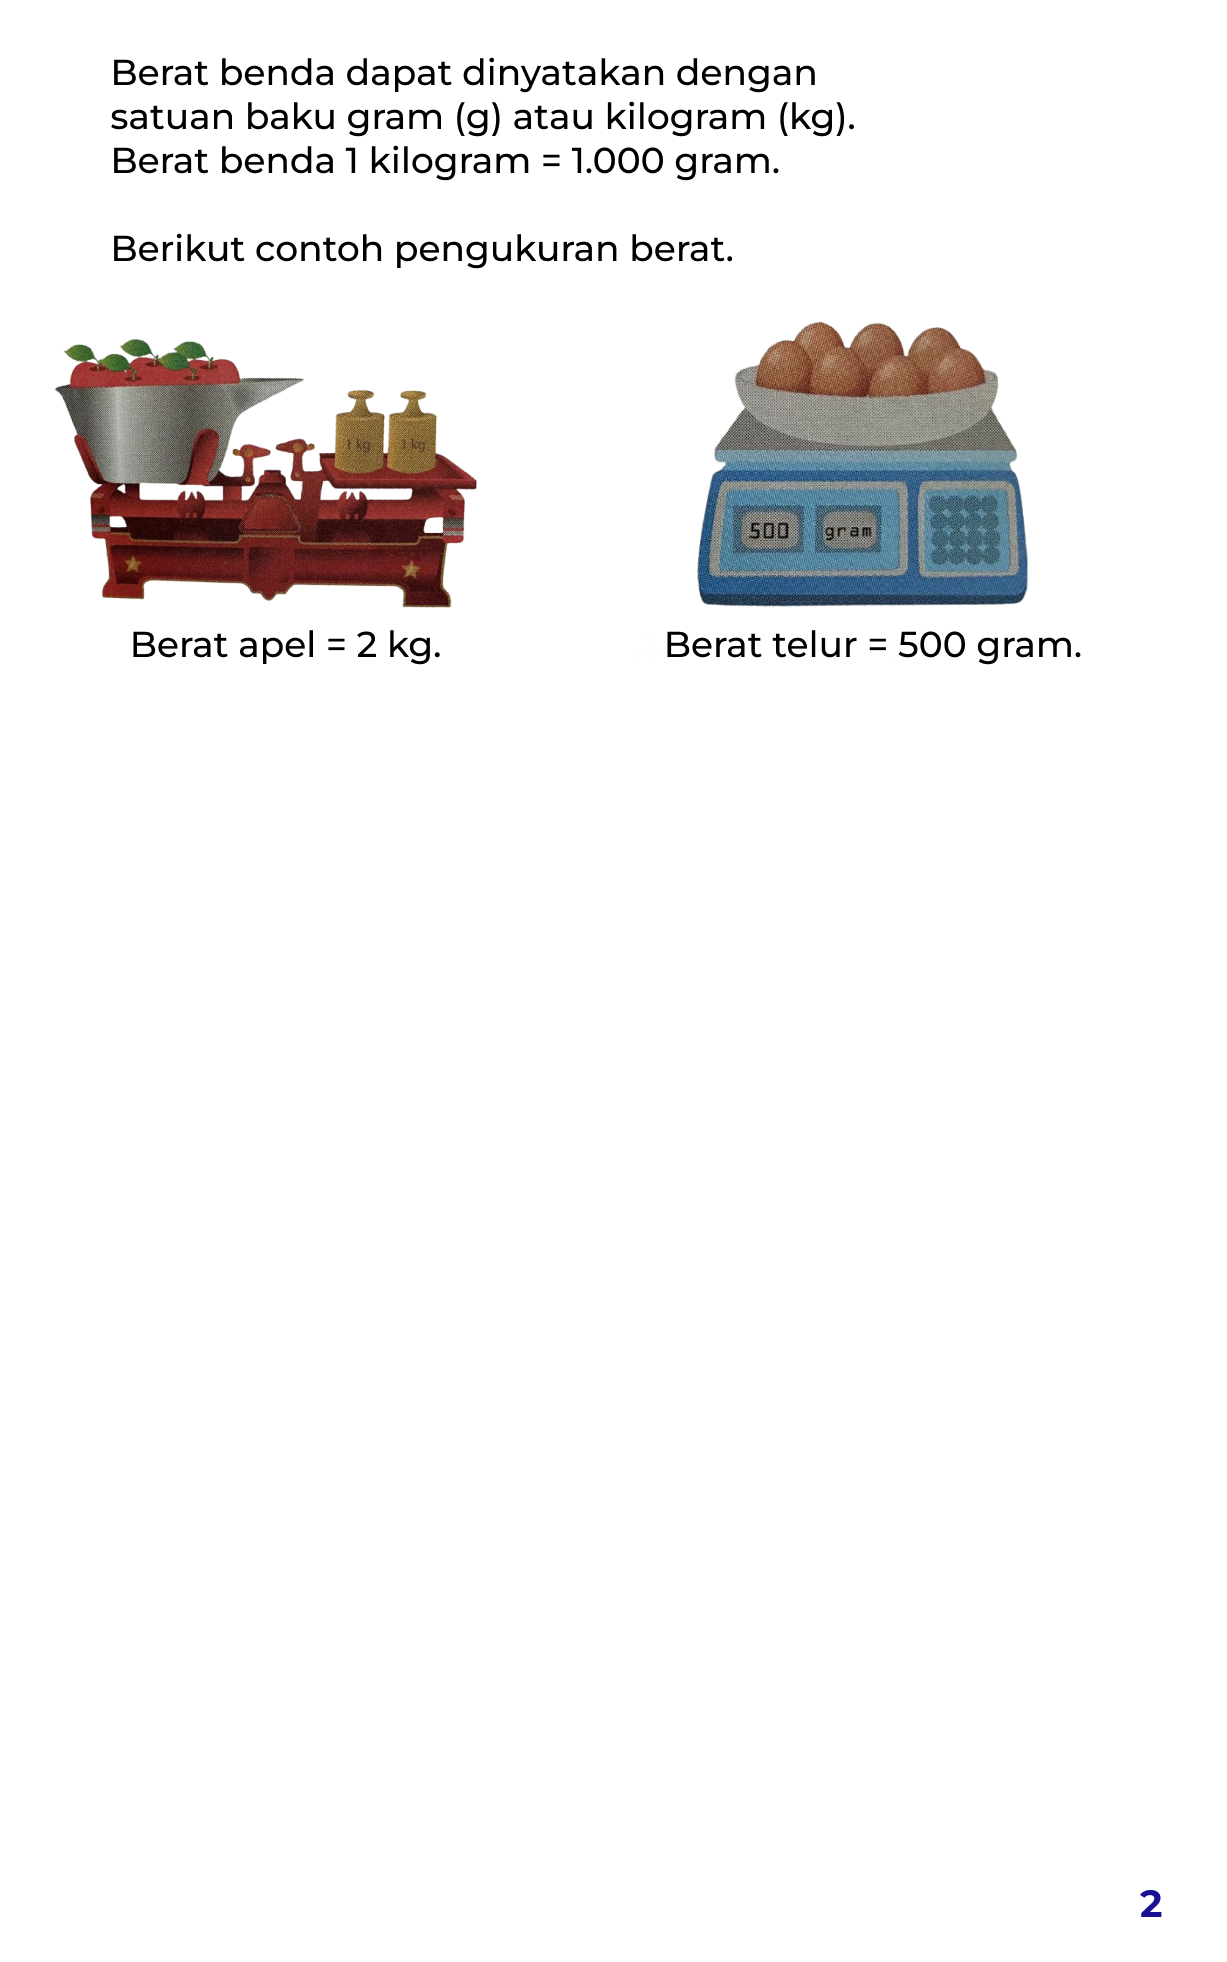 Berat benda dapat dinyatakan dengan
satuan baku gram (g) atau kilogram (kg).
Berat benda 1 kilogram = 1.000 gram.
Berikut contoh pengukuran berat.
1 kg 1 kg
500 gram
Berat apel = 2 kg.
Berat telur = 500 gram.
2